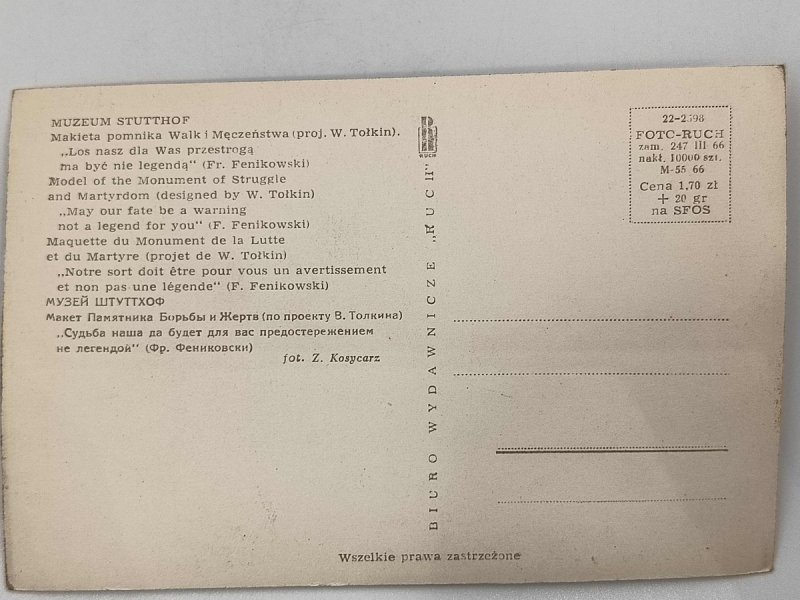 MUZEUM STUTTHOF
Makieta pomnika Walk i Męczeństwa (proj. W. Tołkin).
„Los nasz dla Was przestrogą
ma być nie legendą" (Fr. Fenikowski)
Model of the Monument of Struggle
and Martyrdom (designed by W. Tołkin)
„May our fate be a warning
not a legend for you" (F. Fenikowski)
Maquette du Monument de la Lutte
et du Martyre (projet de W. Tołkin)
„Notre sort doit être pour vous un avertissement
et non pas une légende" (F. Fenikowski)
МУЗЕЙ ШТУТТХОФ
Макет Памятника Борьбы и Жертв (по проекту В. Толкина)
„Судьба наша да будет для вас предостережением
не легендой" (Фр. Фениковски)
fot. Z. Kosycarz
RUCH
BIURO WYDAWNICZE „RUCH"
22-2598
FOTO-RUCH
zam. 247 III 66
nakł. 10000 szt.
M-55 66
Cena 1,70 zł
+ 20 gr
na SFOS
Wszelkie prawa zastrzeżone